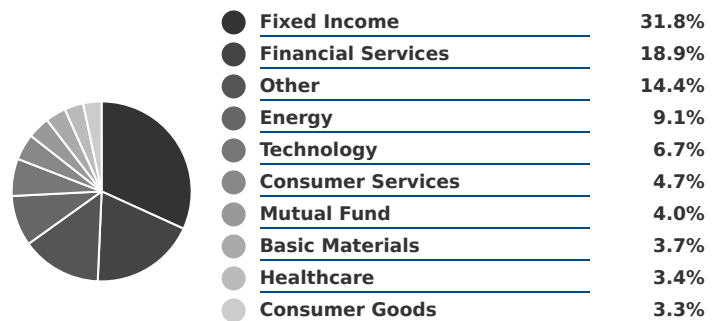 Fixed Income 31.8%
Financial Services 18.9%
Other 14.4%
Energy 9.1%
Technology 6.7%
Consumer Services 4.7%
Mutual Fund 4.0%
Basic Materials 3.7%
Healthcare 3.4%
Consumer Goods 3.3%